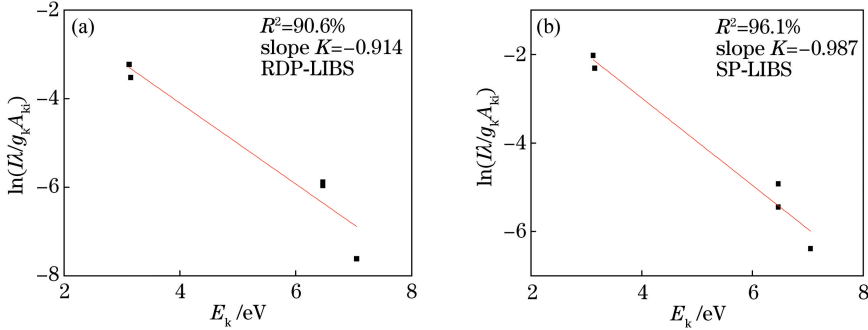 (a)
R²=90.6%
slope K=−0.914
RDP-LIBS
−2
−4
−6
−8
ln(Iλ/gₖAₖᵢ)
2
4
6
8
Eₖ/eV
(b)
R²=96.1%
slope K=−0.987
SP-LIBS
−2
−4
−6
ln(Iλ/gₖAₖᵢ)
2
4
6
8
Eₖ/eV